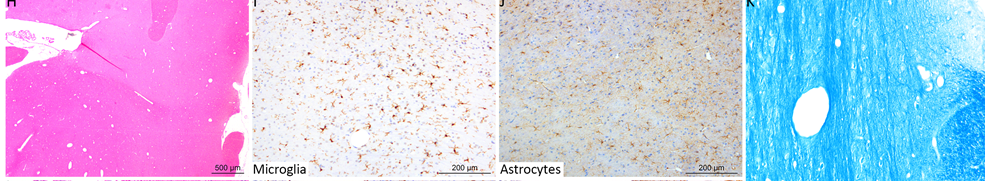 H
I
J
K
500 μm
Microglia
200 μm
Astrocytes
200 μm